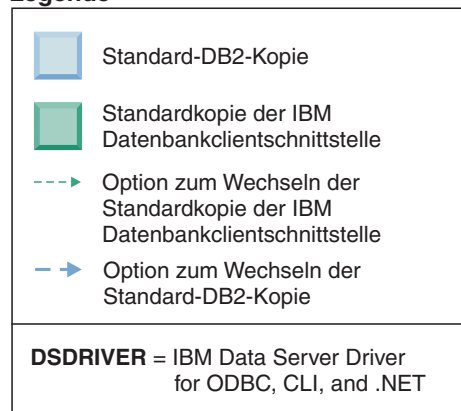 Legende
Standard-DB2-Kopie
Standardkopie der IBM
Datenbankclientschnittstelle
Option zum Wechseln der
Standardkopie der IBM
Datenbankclientschnittstelle
Option zum Wechseln der
Standard-DB2-Kopie
DSDRIVER = IBM Data Server Driver
for ODBC, CLI, and .NET